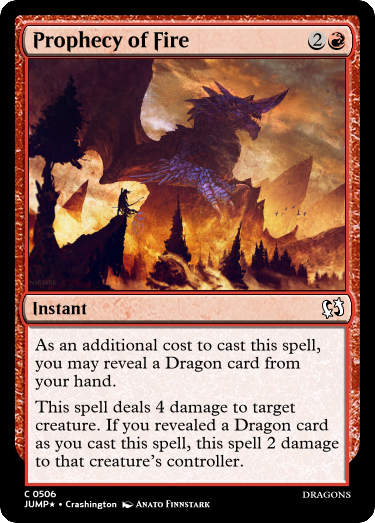 Prophecy of Fire 2
Instant
As an additional cost to cast this spell,
you may reveal a Dragon card from
your hand.
This spell deals 4 damage to target
creature. If you revealed a Dragon card
as you cast this spell, this spell 2 damage
to that creature's controller.
C 0506
JUMP★ • Crashington Anato Finnstark
DRAGONS